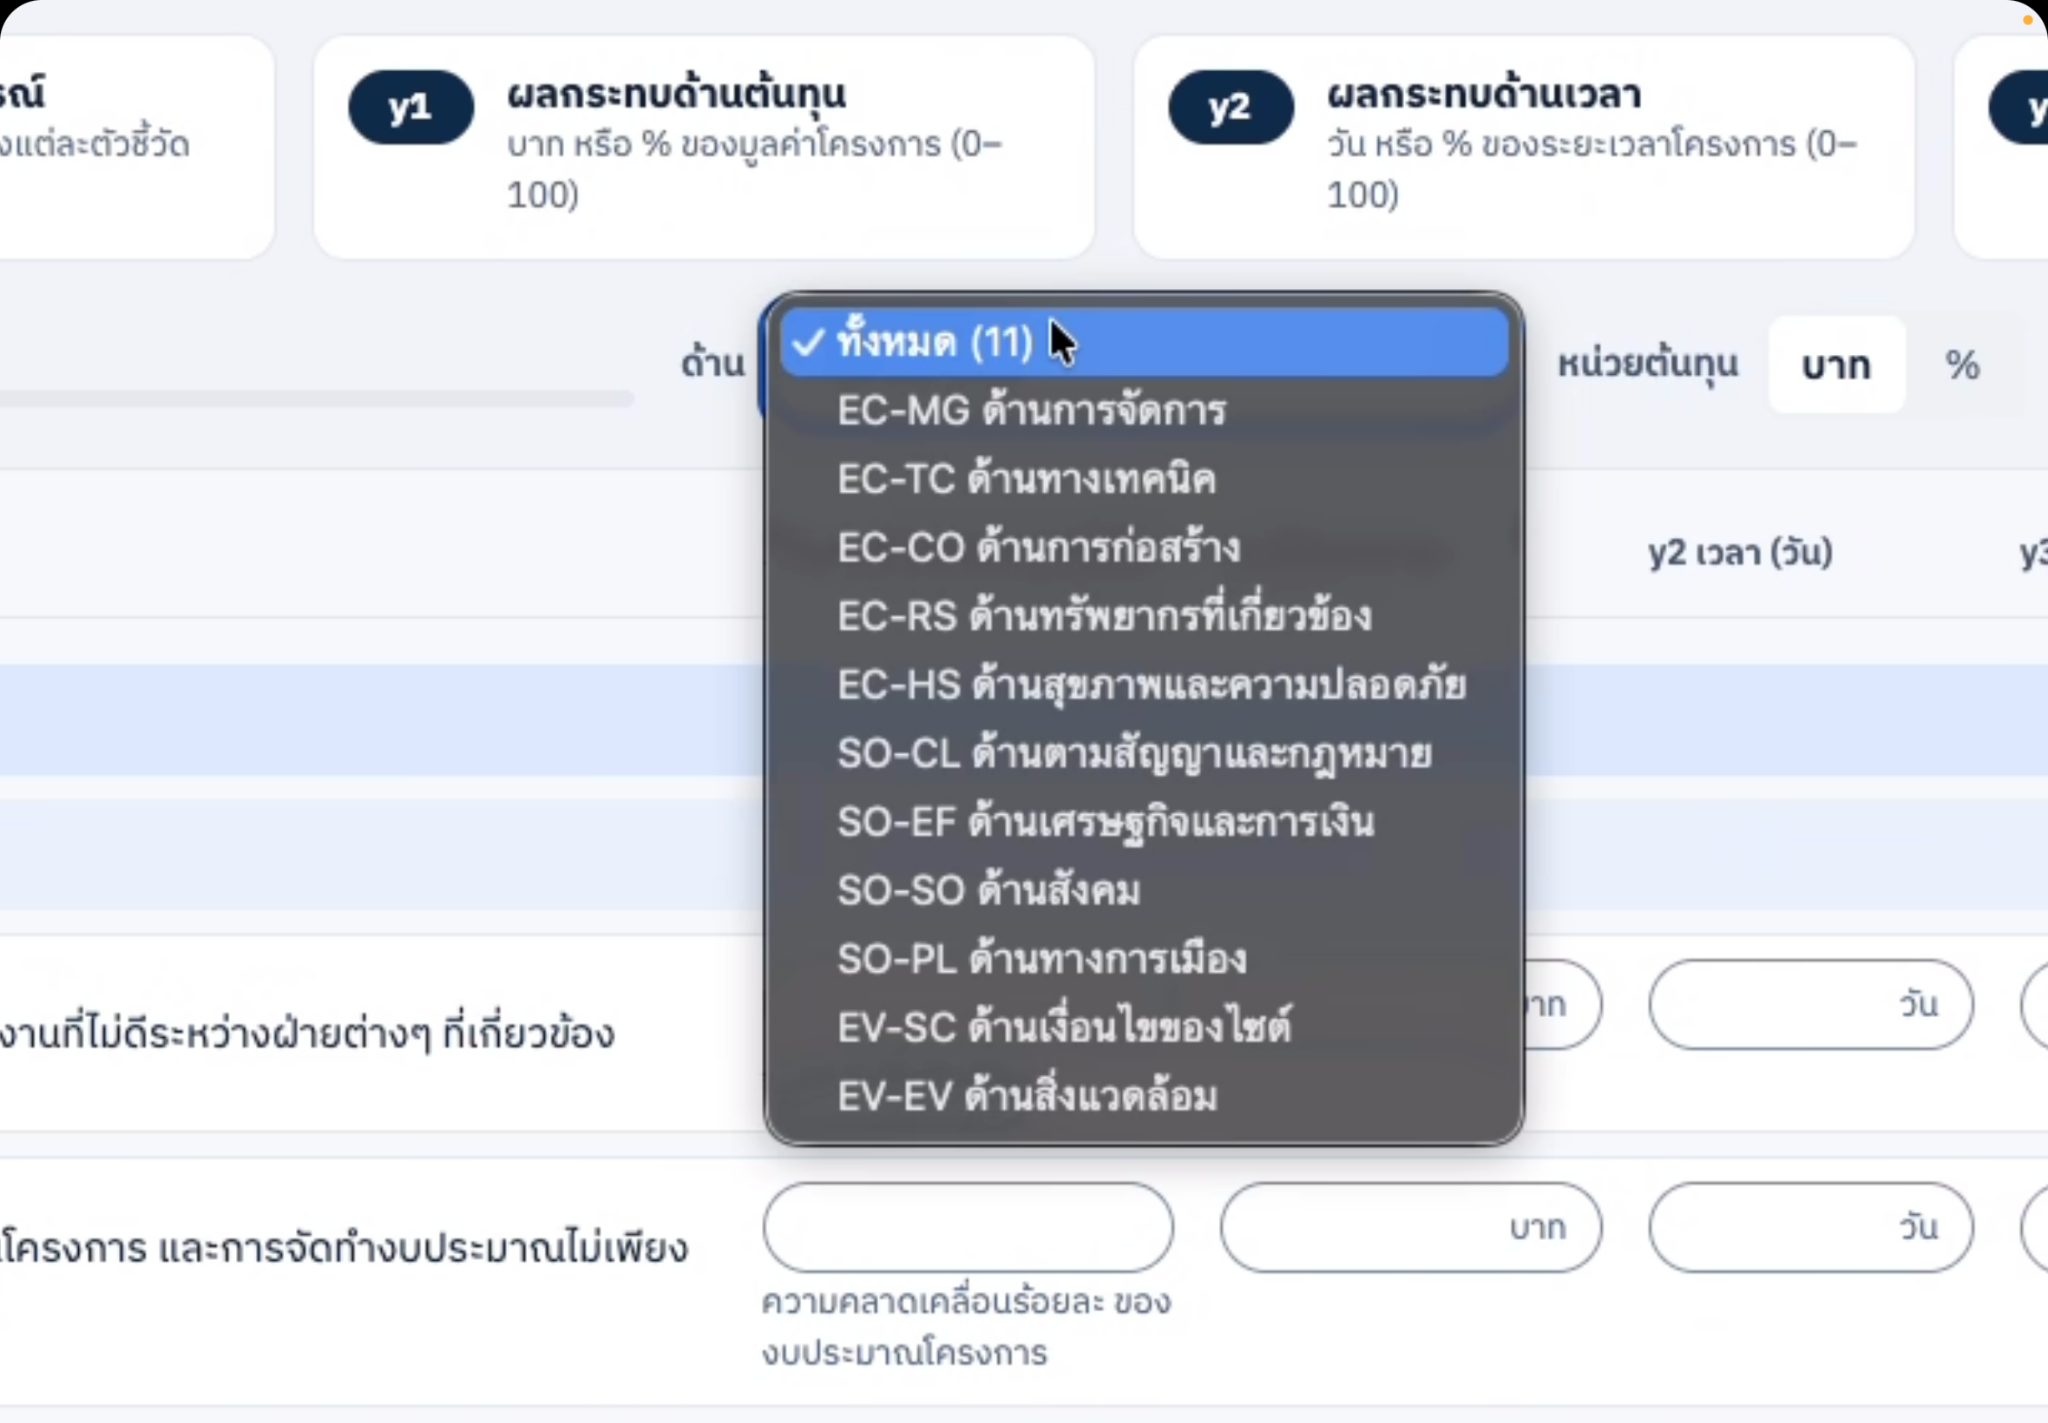 y1
ผลกระทบด้านต้นทุน
บาท หรือ % ของมูลค่าโครงการ (0–
100)
y2
ผลกระทบด้านเวลา
วัน หรือ % ของระยะเวลาโครงการ (0–
100)
ด้าน
✓ ทั้งหมด (11)
EC-MG ด้านการจัดการ
EC-TC ด้านทางเทคนิค
EC-CO ด้านการก่อสร้าง
EC-RS ด้านทรัพยากรที่เกี่ยวข้อง
EC-HS ด้านสุขภาพและความปลอดภัย
SO-CL ด้านตามสัญญาและกฎหมาย
SO-EF ด้านเศรษฐกิจและการเงิน
SO-SO ด้านสังคม
SO-PL ด้านทางการเมือง
EV-SC ด้านเงื่อนไขของไซต์
EV-EV ด้านสิ่งแวดล้อม
หน่วยต้นทุน
บาท
%
y2 เวลา (วัน)
งานที่ไม่ดีระหว่างฝ่ายต่างๆ ที่เกี่ยวข้อง
วัน
โครงการ และการจัดทำงบประมาณไม่เพียง
บาท
วัน
ความคลาดเคลื่อนร้อยละ ของ
งบประมาณโครงการ